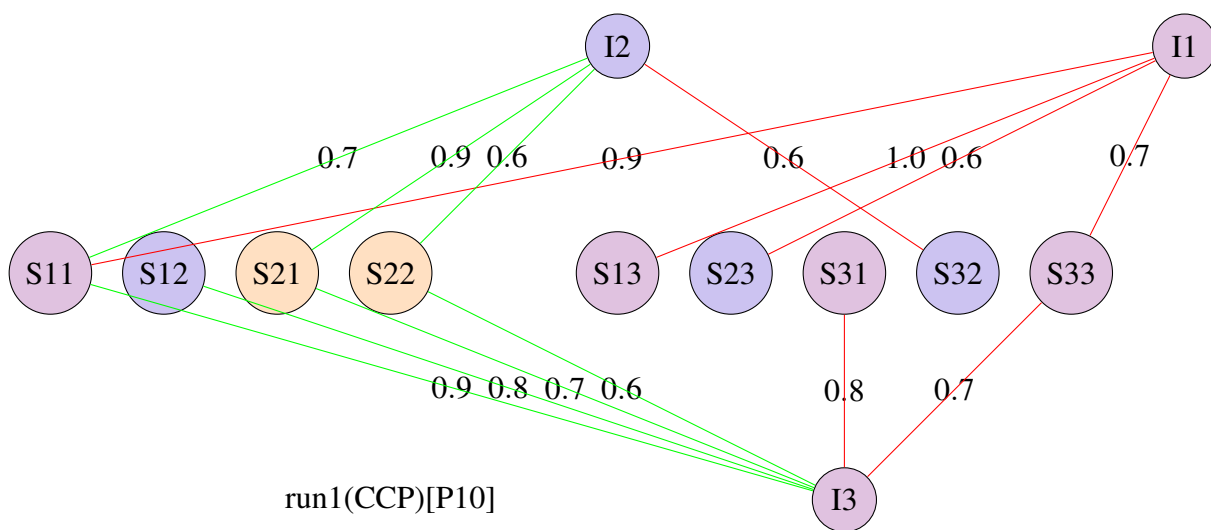 I2 I1
0.7 0.9 0.6 0.9 0.6 1.0 0.6 0.7
S11 S12 S21 S22 S13 S23 S31 S32 S33
0.9 0.8 0.7 0.6 0.8 0.7
run1(CCP)[P10] I3